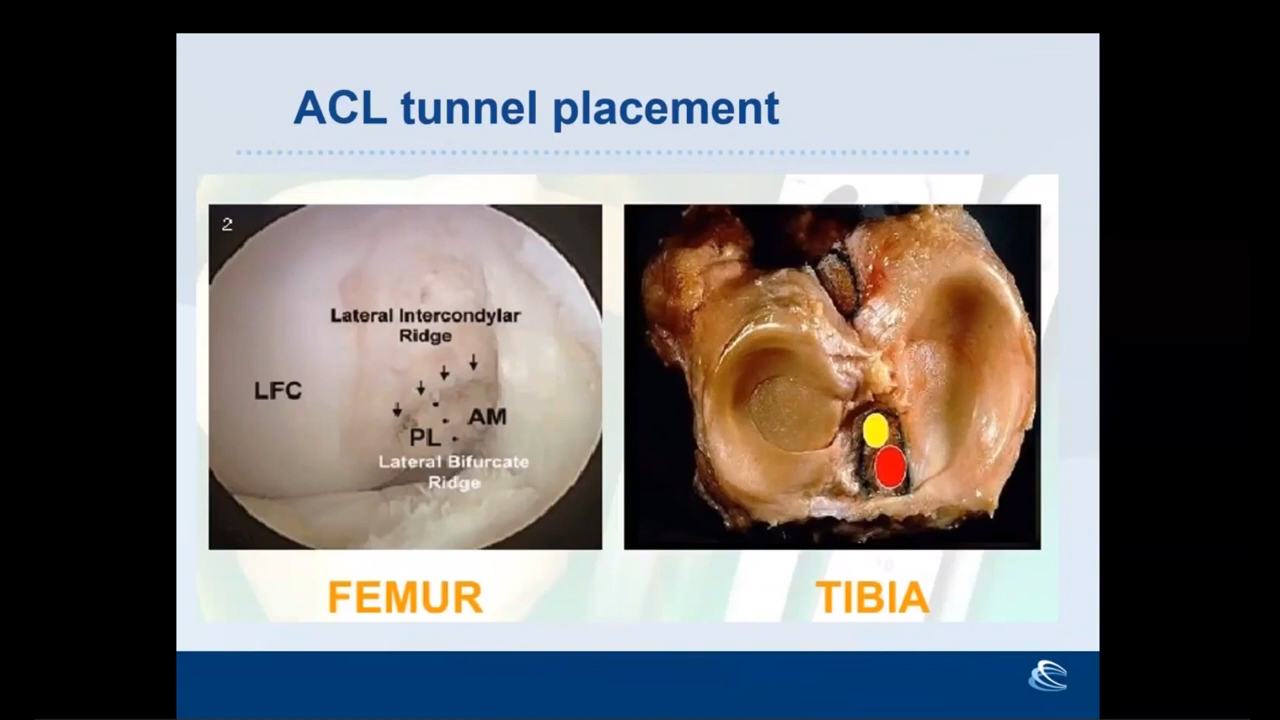 ACL tunnel placement
2
Lateral Intercondylar
Ridge
LFC
AM
PL
Lateral Bifurcate
Ridge
FEMUR
TIBIA